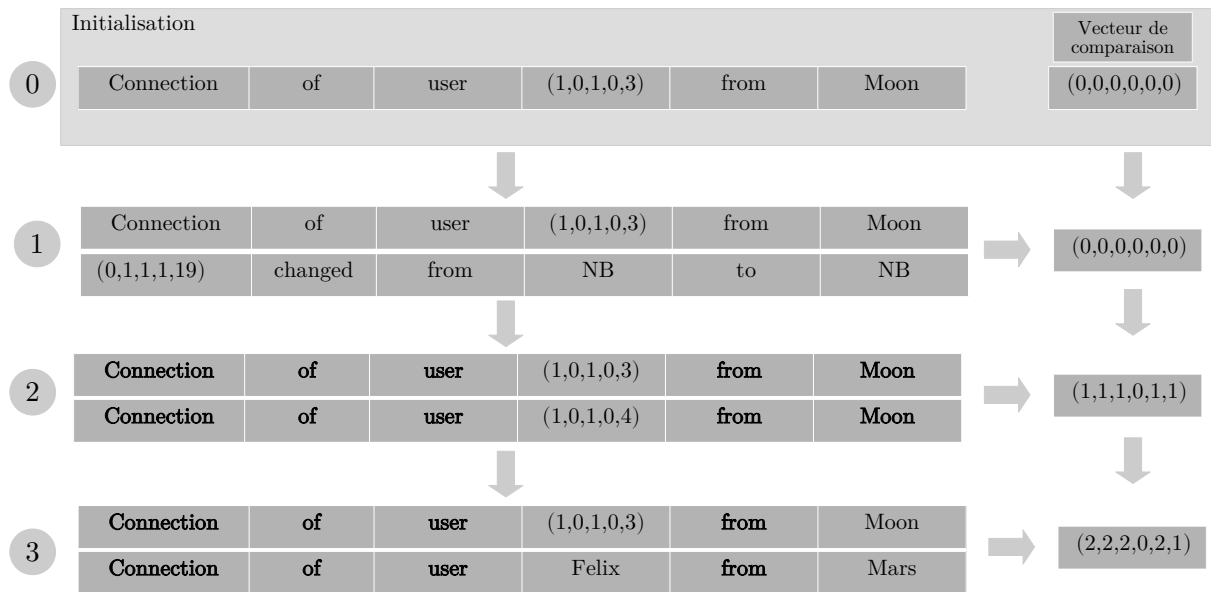 Initialisation
Vecteur de
comparaison
0 Connection of user (1,0,1,0,3) from Moon (0,0,0,0,0,0)
Connection of user (1,0,1,0,3) from Moon
1 (0,0,0,0,0,0)
(0,1,1,1,19) changed from NB to NB
Connection of user (1,0,1,0,3) from Moon
2 (1,1,1,0,1,1)
Connection of user (1,0,1,0,4) from Moon
Connection of user (1,0,1,0,3) from Moon
3 (2,2,2,0,2,1)
Connection of user Felix from Mars